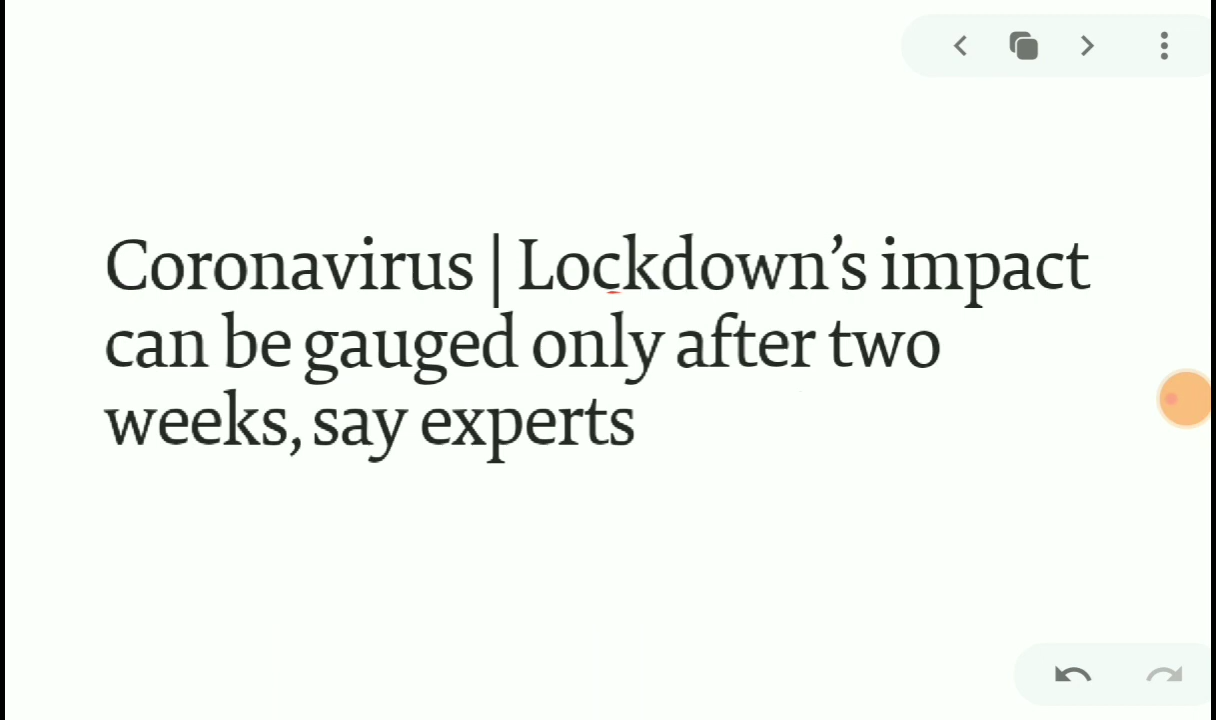 Coronavirus | Lockdown’s impact
can be gauged only after two
weeks, say experts